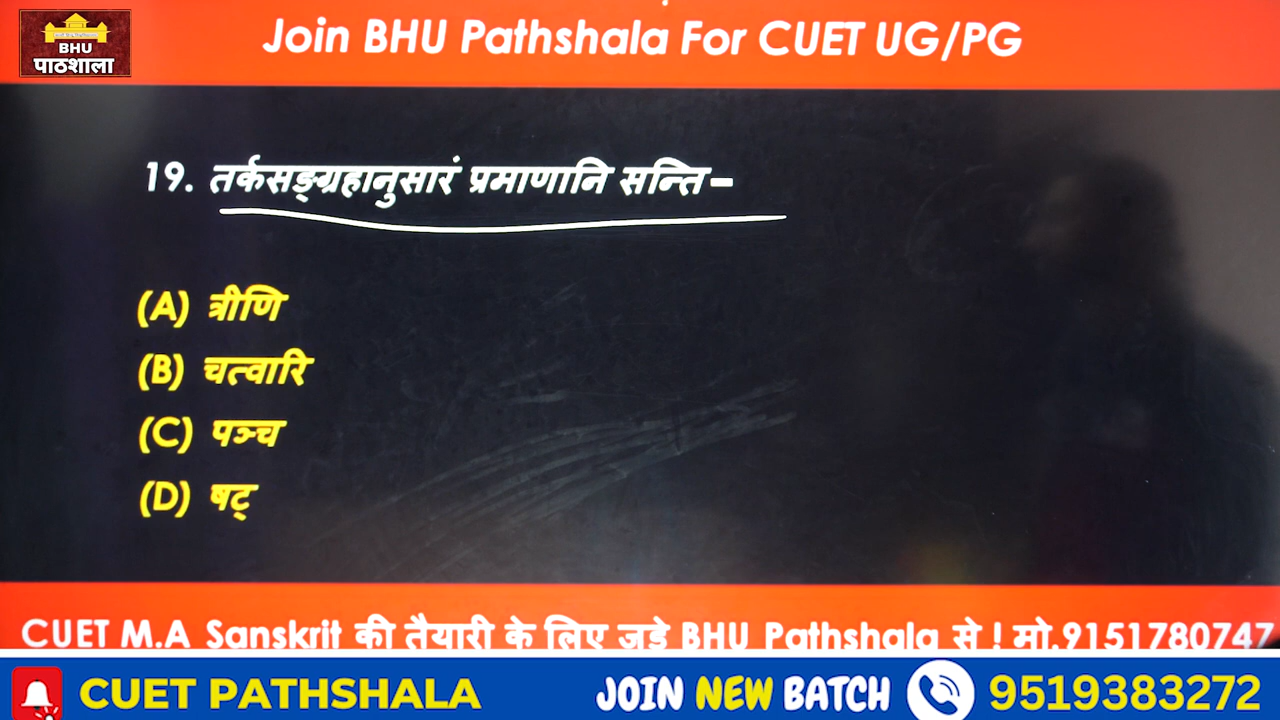 Join BHU Pathshala For CUET UG/PG
BHU
पाठशाला
19. तर्कसङ्ग्रहानुसारं प्रमाणानि सन्ति-
(A) त्रीणि
(B) चत्वारि
(C) पञ्च
(D) षट्
CUET M.A Sanskrit की तैयारी के लिए जुड़े BHU Pathshala से ! मो.9151780747
CUET PATHSHALA
JOIN NEW BATCH
9519383272